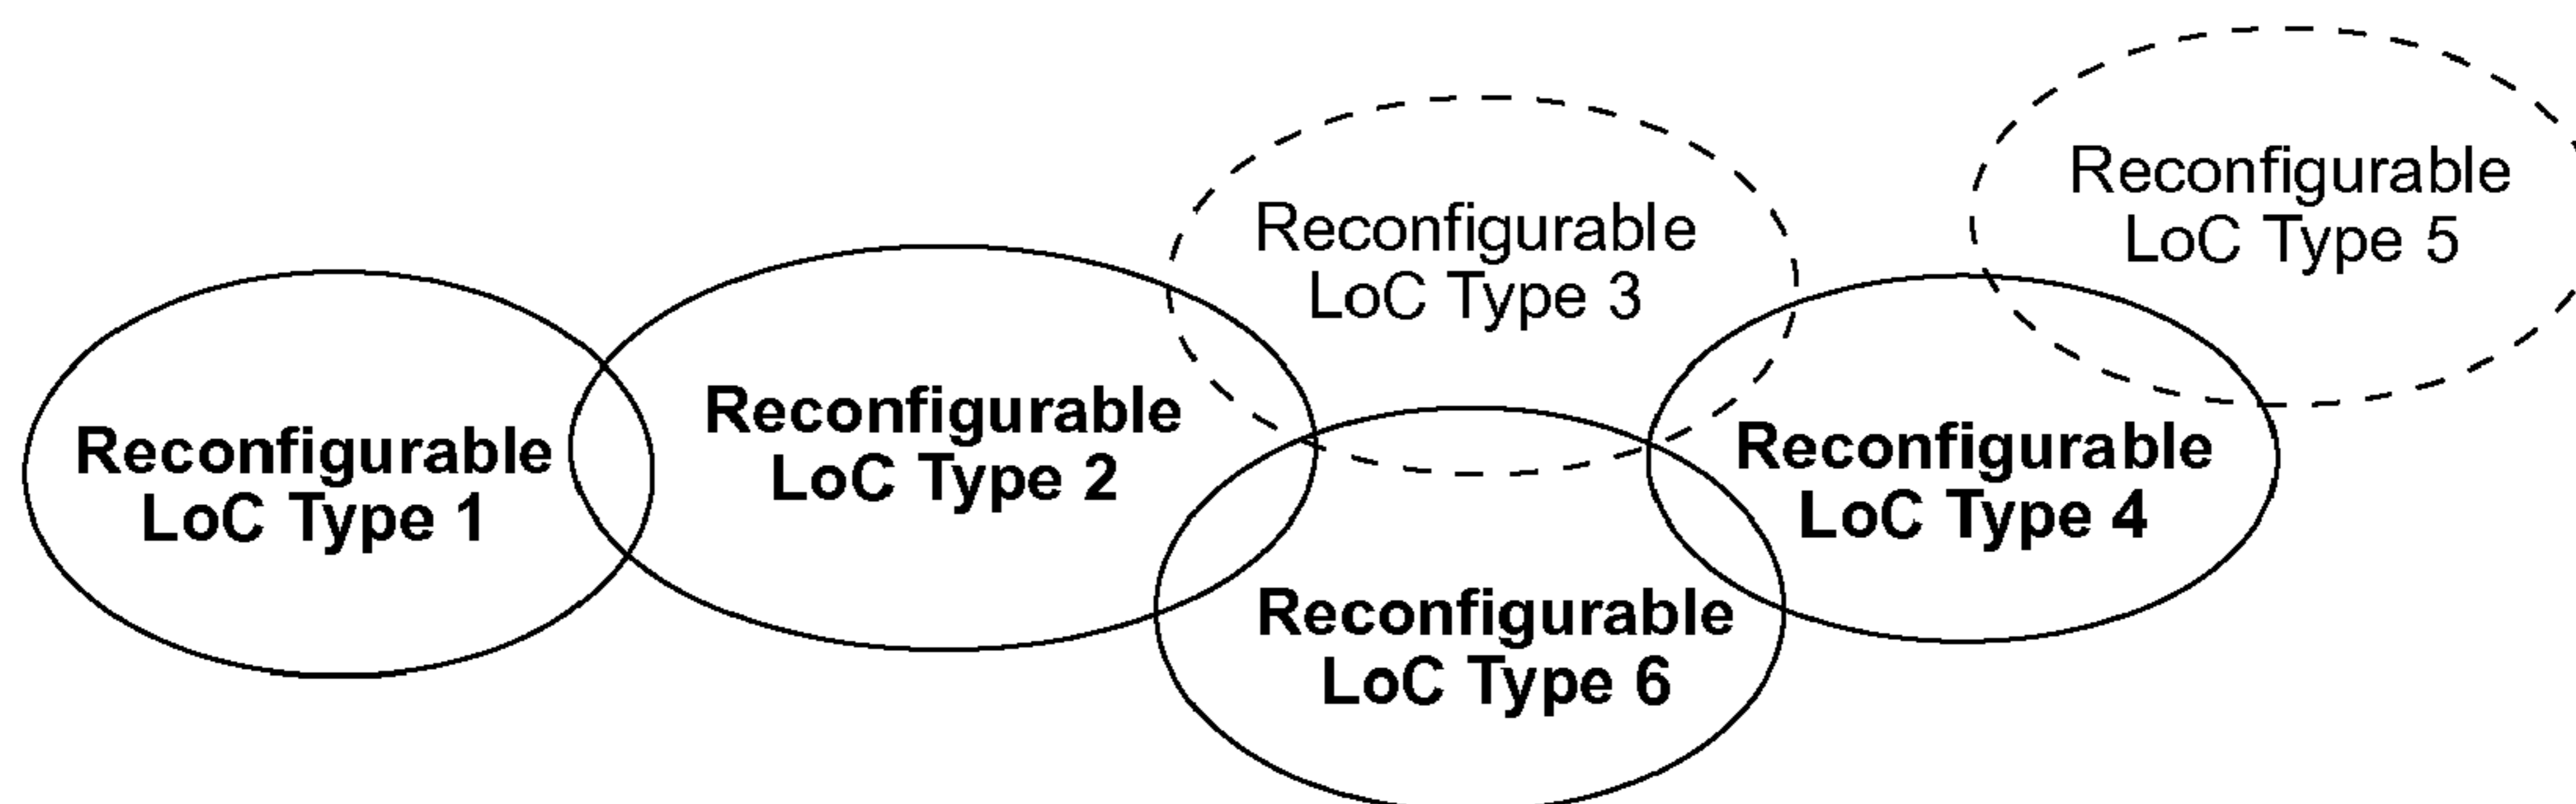 Reconfigurable
LoC Type 1
Reconfigurable
LoC Type 2
Reconfigurable
LoC Type 3
Reconfigurable
LoC Type 4
Reconfigurable
LoC Type 5
Reconfigurable
LoC Type 6